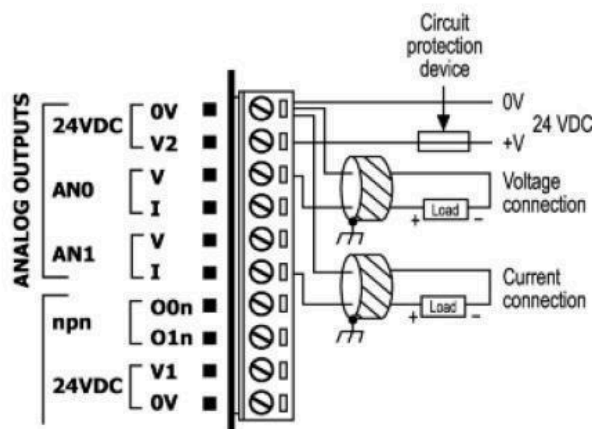 Circuit
protection
device
ANALOG OUTPUTS
24VDC
0V
V2
0V
24 VDC
+V
AN0
V
I
Voltage
connection
+ Load -
AN1
V
I
Current
connection
+ Load -
npn
O0n
O1n
24VDC
V1
0V